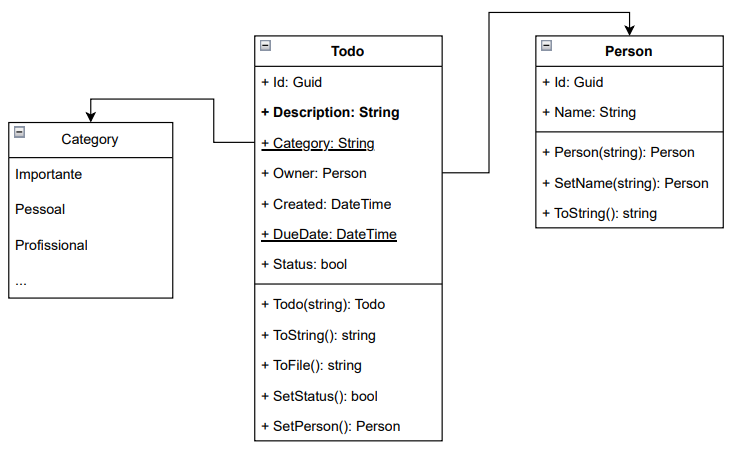 Todo
+ Id: Guid
+ Description: String
+ Category: String
+ Owner: Person
+ Created: DateTime
+ DueDate: DateTime
+ Status: bool
+ Todo(string): Todo
+ ToString(): string
+ ToFile(): string
+ SetStatus(): bool
+ SetPerson(): Person
Person
+ Id: Guid
+ Name: String
+ Person(string): Person
+ SetName(string): Person
+ ToString(): string
Category
Importante
Pessoal
Profissional
...